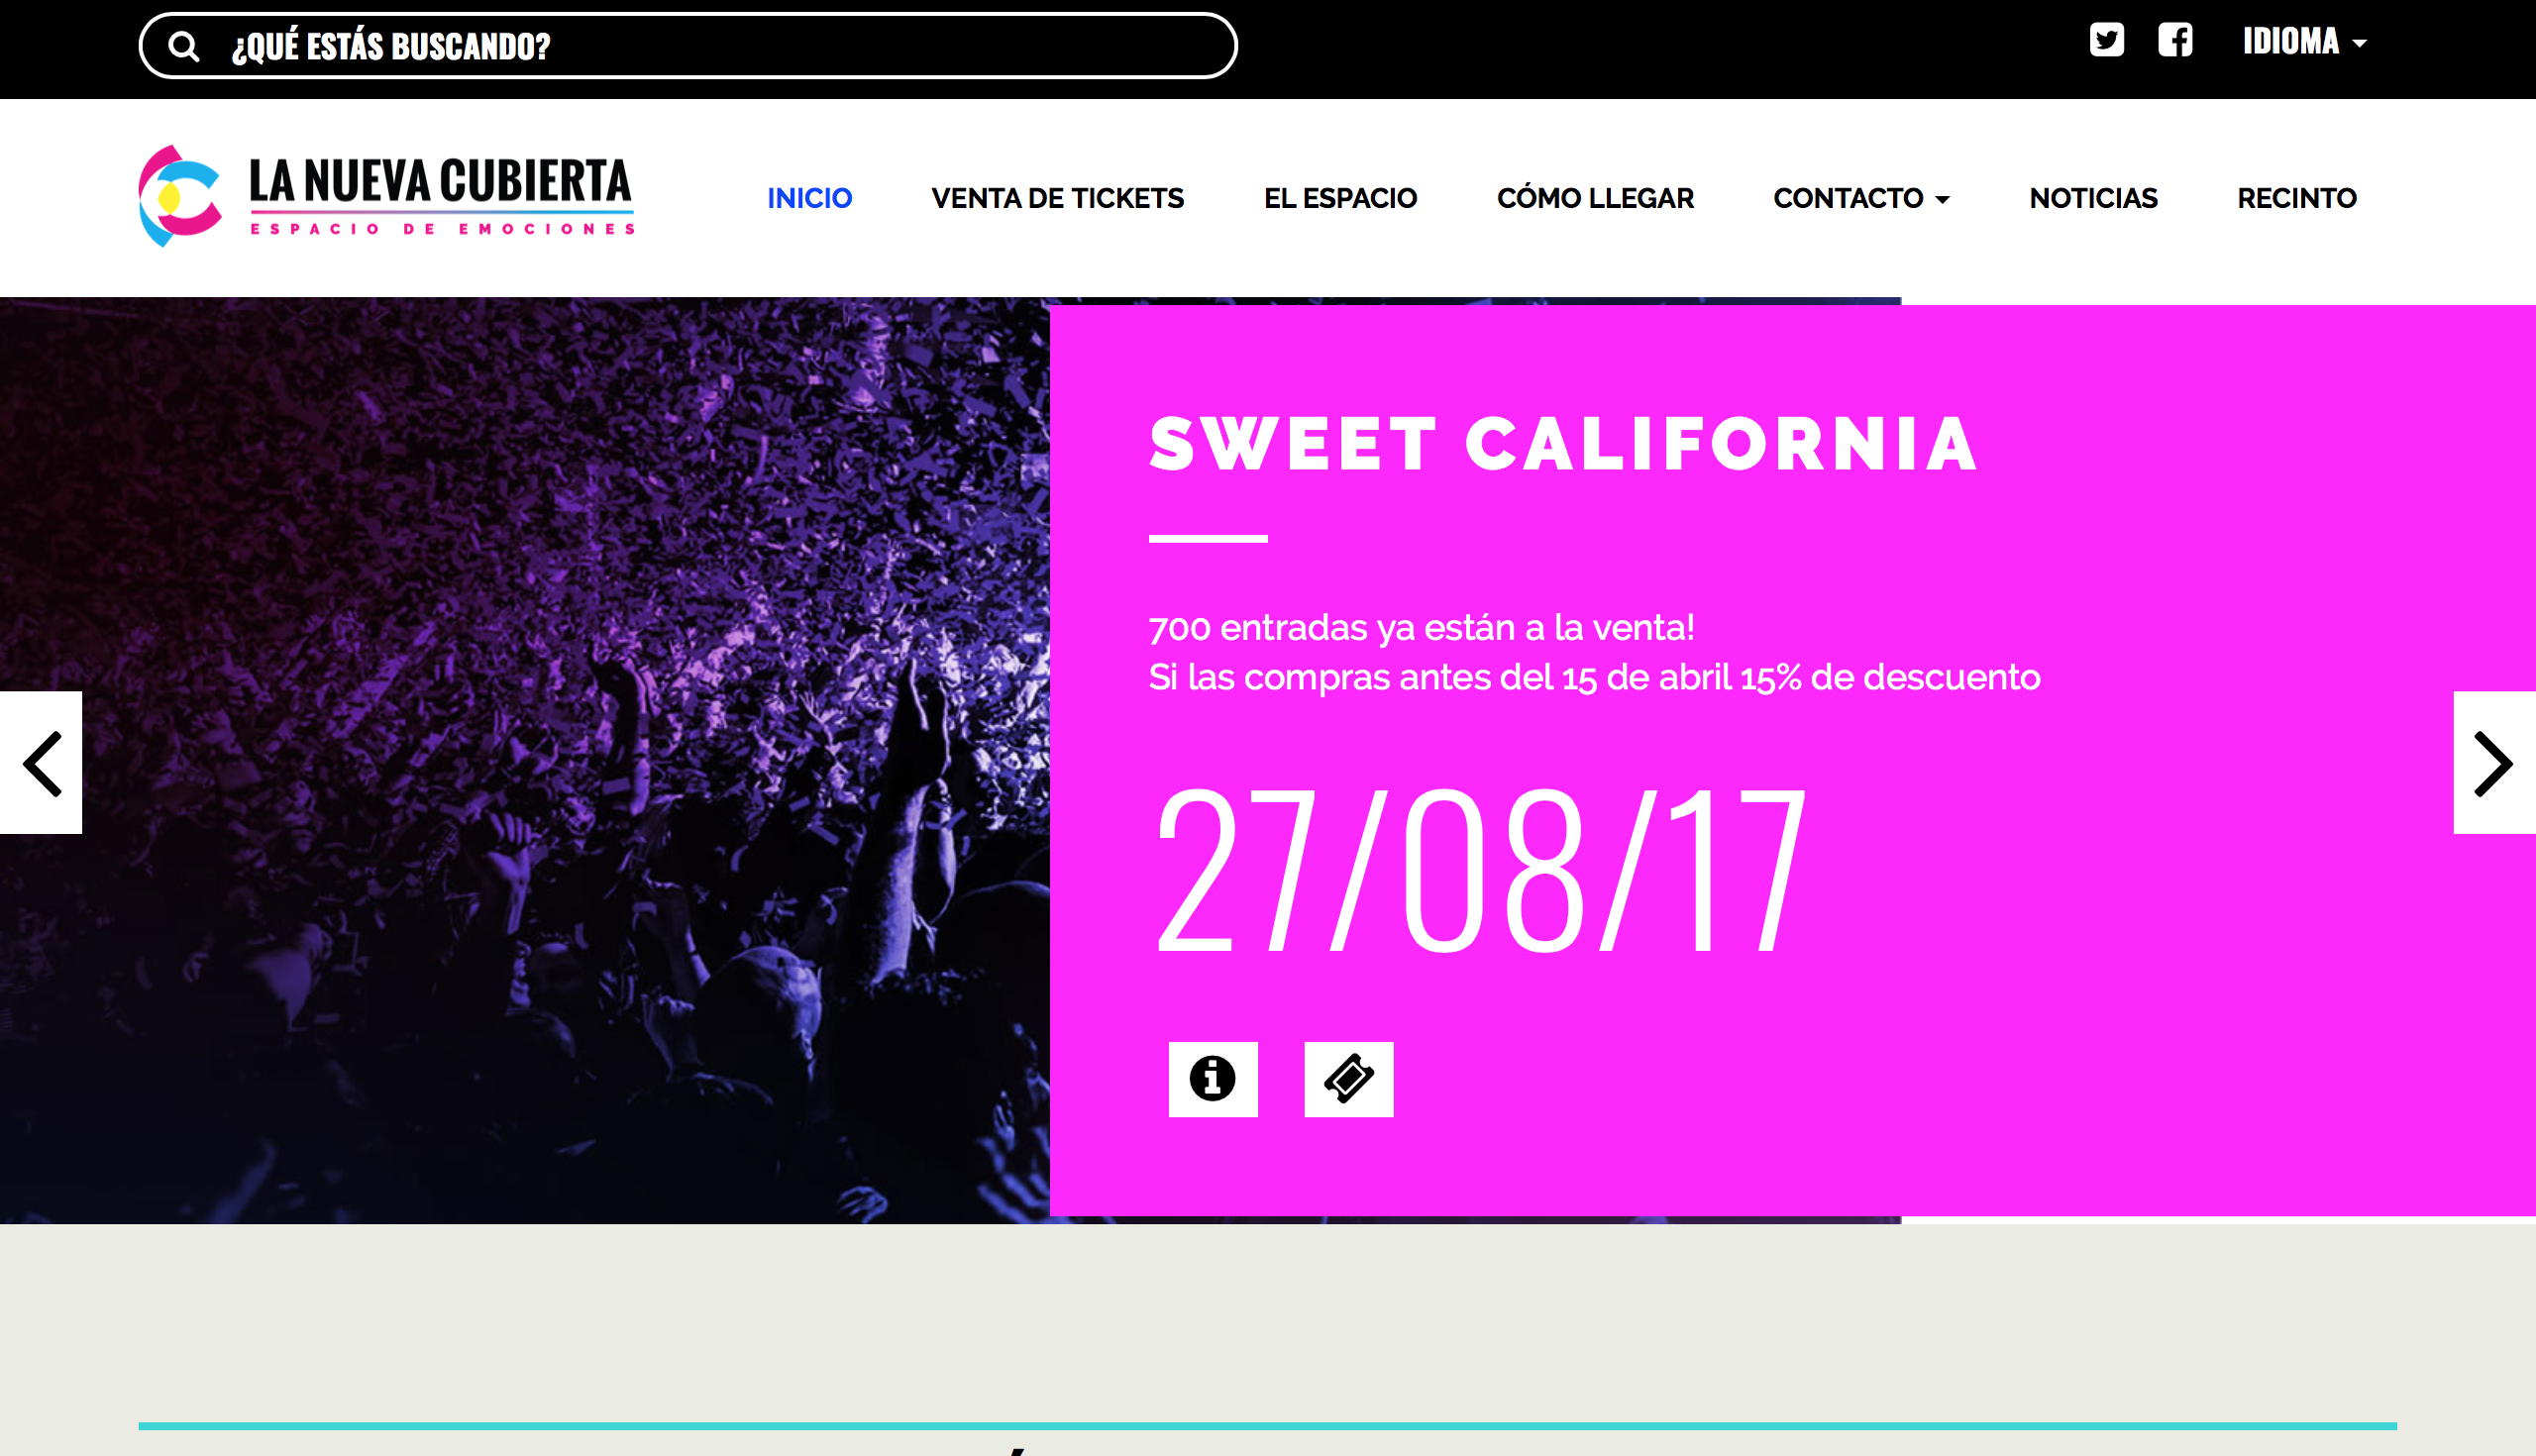 ¿QUÉ ESTÁS BUSCANDO?
IDIOMA
LA NUEVA CUBIERTA
ESPACIO DE EMOCIONES
INICIO
VENTA DE TICKETS
EL ESPACIO
CÓMO LLEGAR
CONTACTO
NOTICIAS
RECINTO
SWEET CALIFORNIA
700 entradas ya están a la venta!
Si las compras antes del 15 de abril 15% de descuento
27/08/17